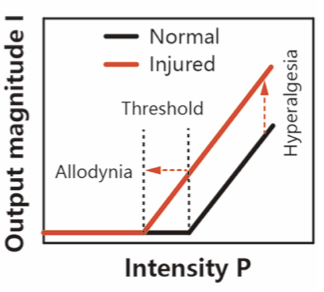 Normal
Injured
Threshold
Allodynia
Hyperalgesia
Output magnitude I
Intensity P